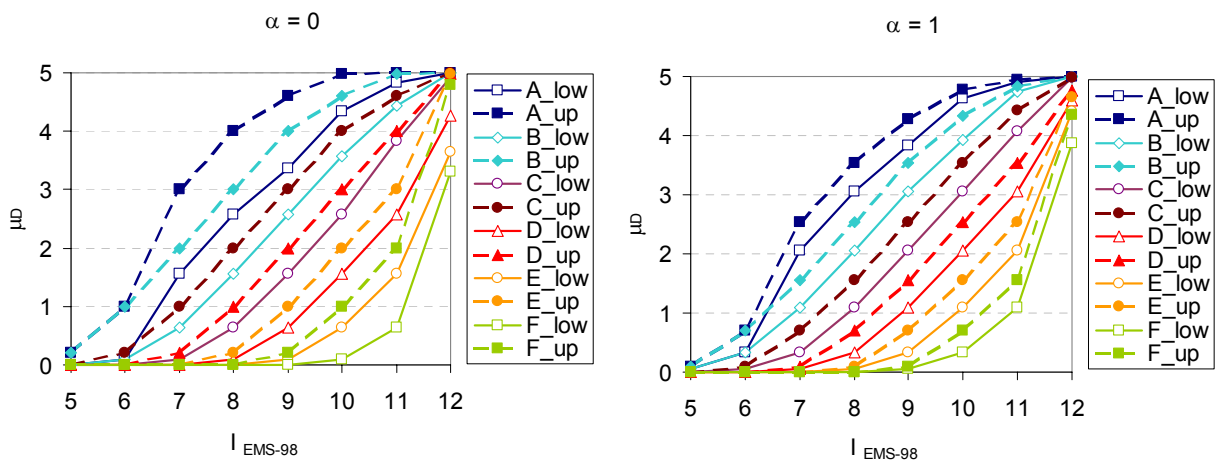 α = 0
5
4
3
2
1
0
μD
5 6 7 8 9 10 11 12
I EMS-98
A_low
A_up
B_low
B_up
C_low
C_up
D_low
D_up
E_low
E_up
F_low
F_up
α = 1
5
4
3
2
1
0
μD
5 6 7 8 9 10 11 12
I EMS-98
A_low
A_up
B_low
B_up
C_low
C_up
D_low
D_up
E_low
E_up
F_low
F_up